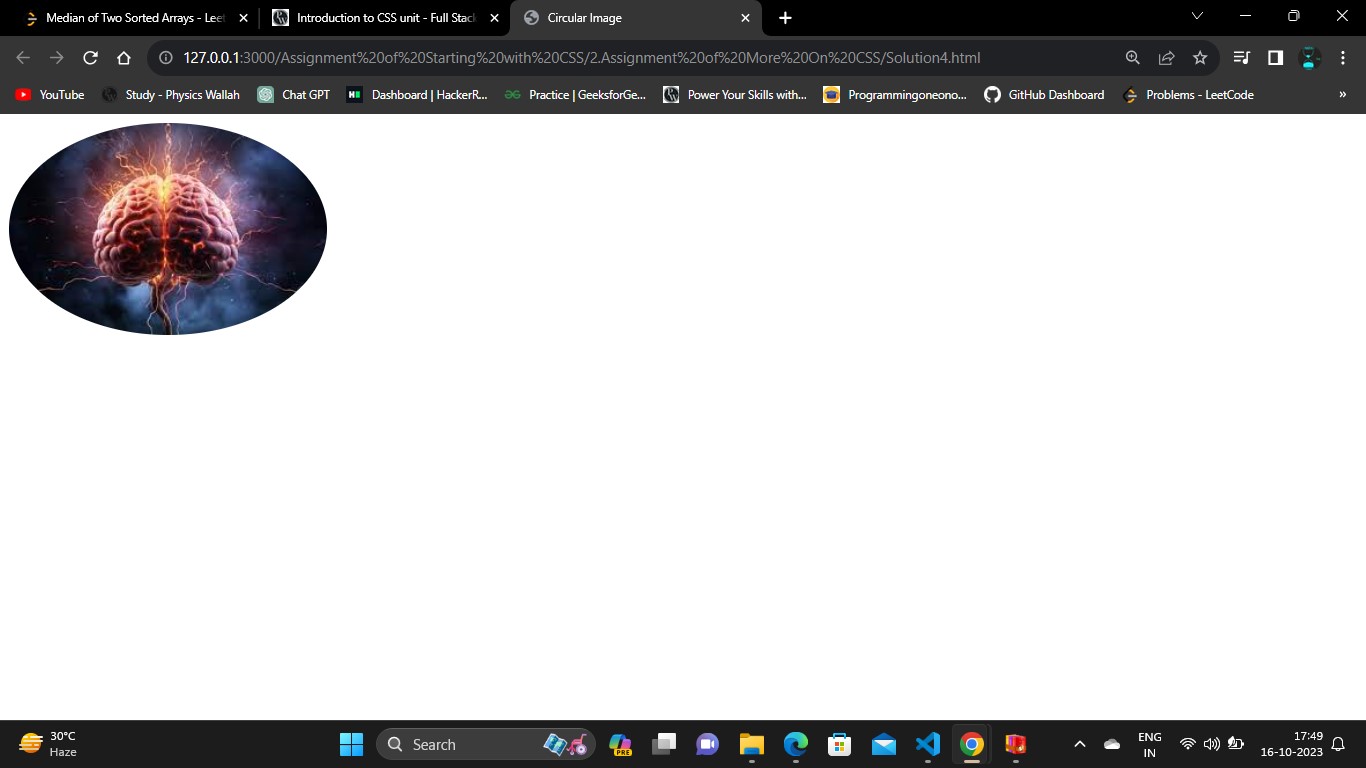 Median of Two Sorted Arrays - Leet
Introduction to CSS unit - Full Stack
Circular Image
127.0.0.1:3000/Assignment%20of%20Starting%20with%20CSS/2.Assignment%20of%20More%20On%20CSS/Solution4.html
YouTube
Study - Physics Wallah
Chat GPT
Dashboard | HackerR...
Practice | GeeksforGe...
Power Your Skills with...
Programmingoneono...
GitHub Dashboard
Problems - LeetCode
»
30°C
Haze
Search
PRE
ENG
IN
17:49
16-10-2023